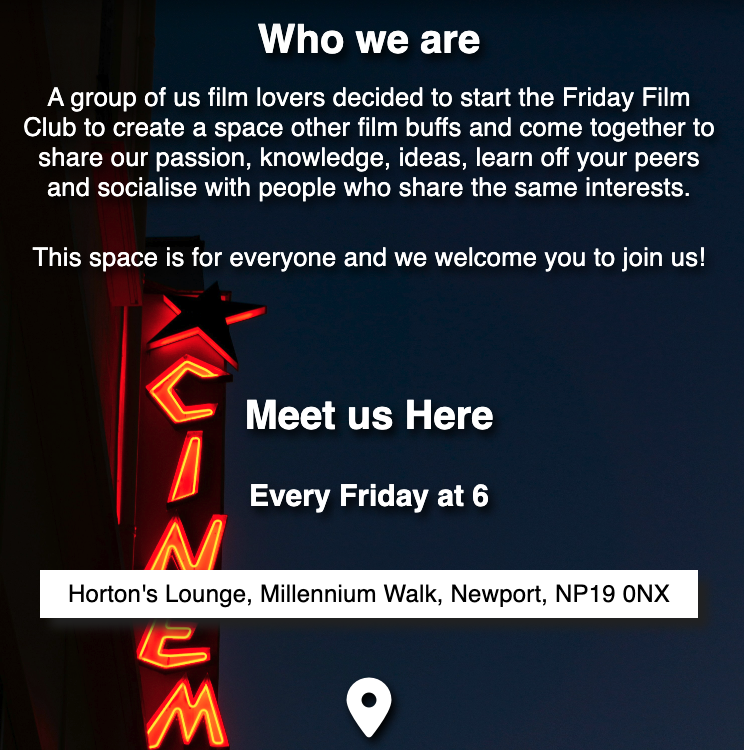 Who we are
A group of us film lovers decided to start the Friday Film
Club to create a space other film buffs and come together to
share our passion, knowledge, ideas, learn off your peers
and socialise with people who share the same interests.
This space is for everyone and we welcome you to join us!
Meet us Here
Every Friday at 6
Horton's Lounge, Millennium Walk, Newport, NP19 0NX
CINEM